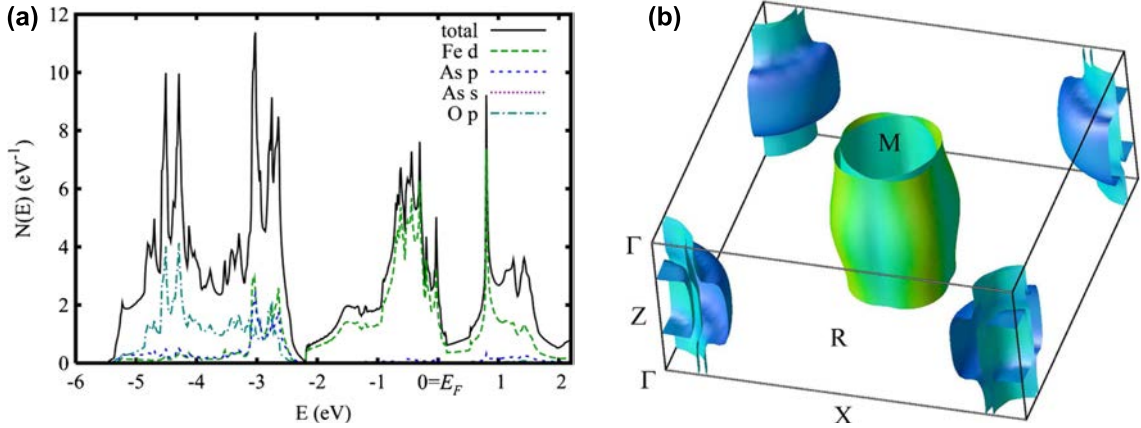 (a)
12
10
8
6
4
2
0
N(E) (eV⁻¹)
total
Fe d
As p
As s
O p
-6 -5 -4 -3 -2 -1 0=E_F 1 2
E (eV)
(b)
M
Γ
Z
R
Γ
X